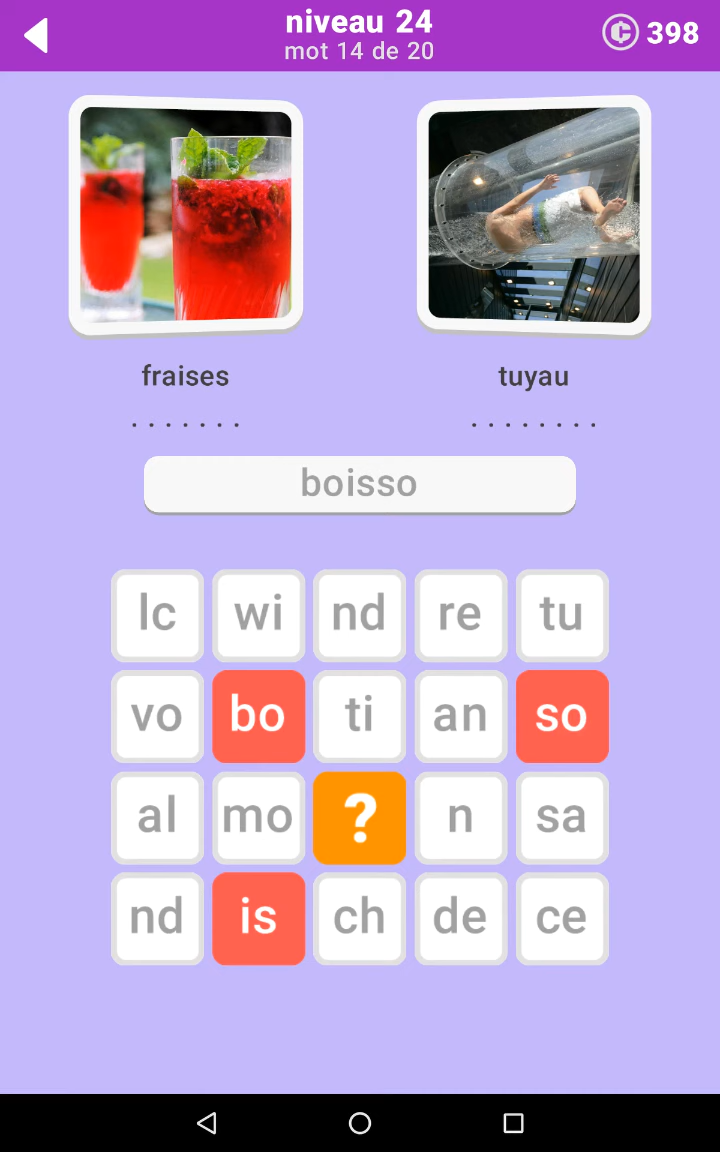 niveau 24
mot 14 de 20
398
fraises
tuyau
.......
........
boisso
lc wi nd re tu
vo bo ti an so
al mo ? n sa
nd is ch de ce